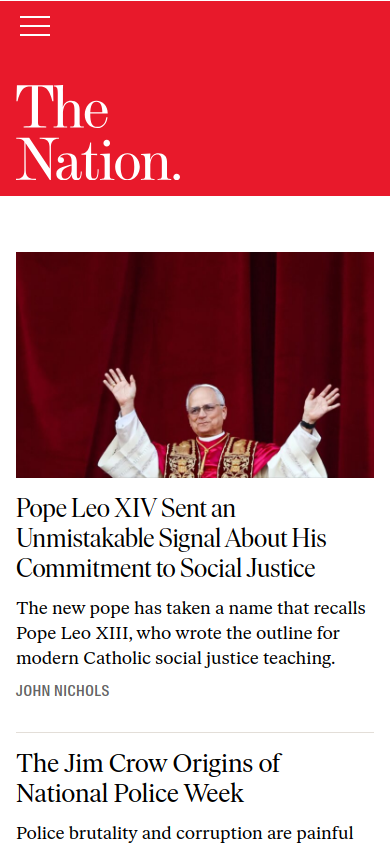 The
Nation.
Pope Leo XIV Sent an
Unmistakable Signal About His
Commitment to Social Justice
The new pope has taken a name that recalls
Pope Leo XIII, who wrote the outline for
modern Catholic social justice teaching.
JOHN NICHOLS
The Jim Crow Origins of
National Police Week
Police brutality and corruption are painful